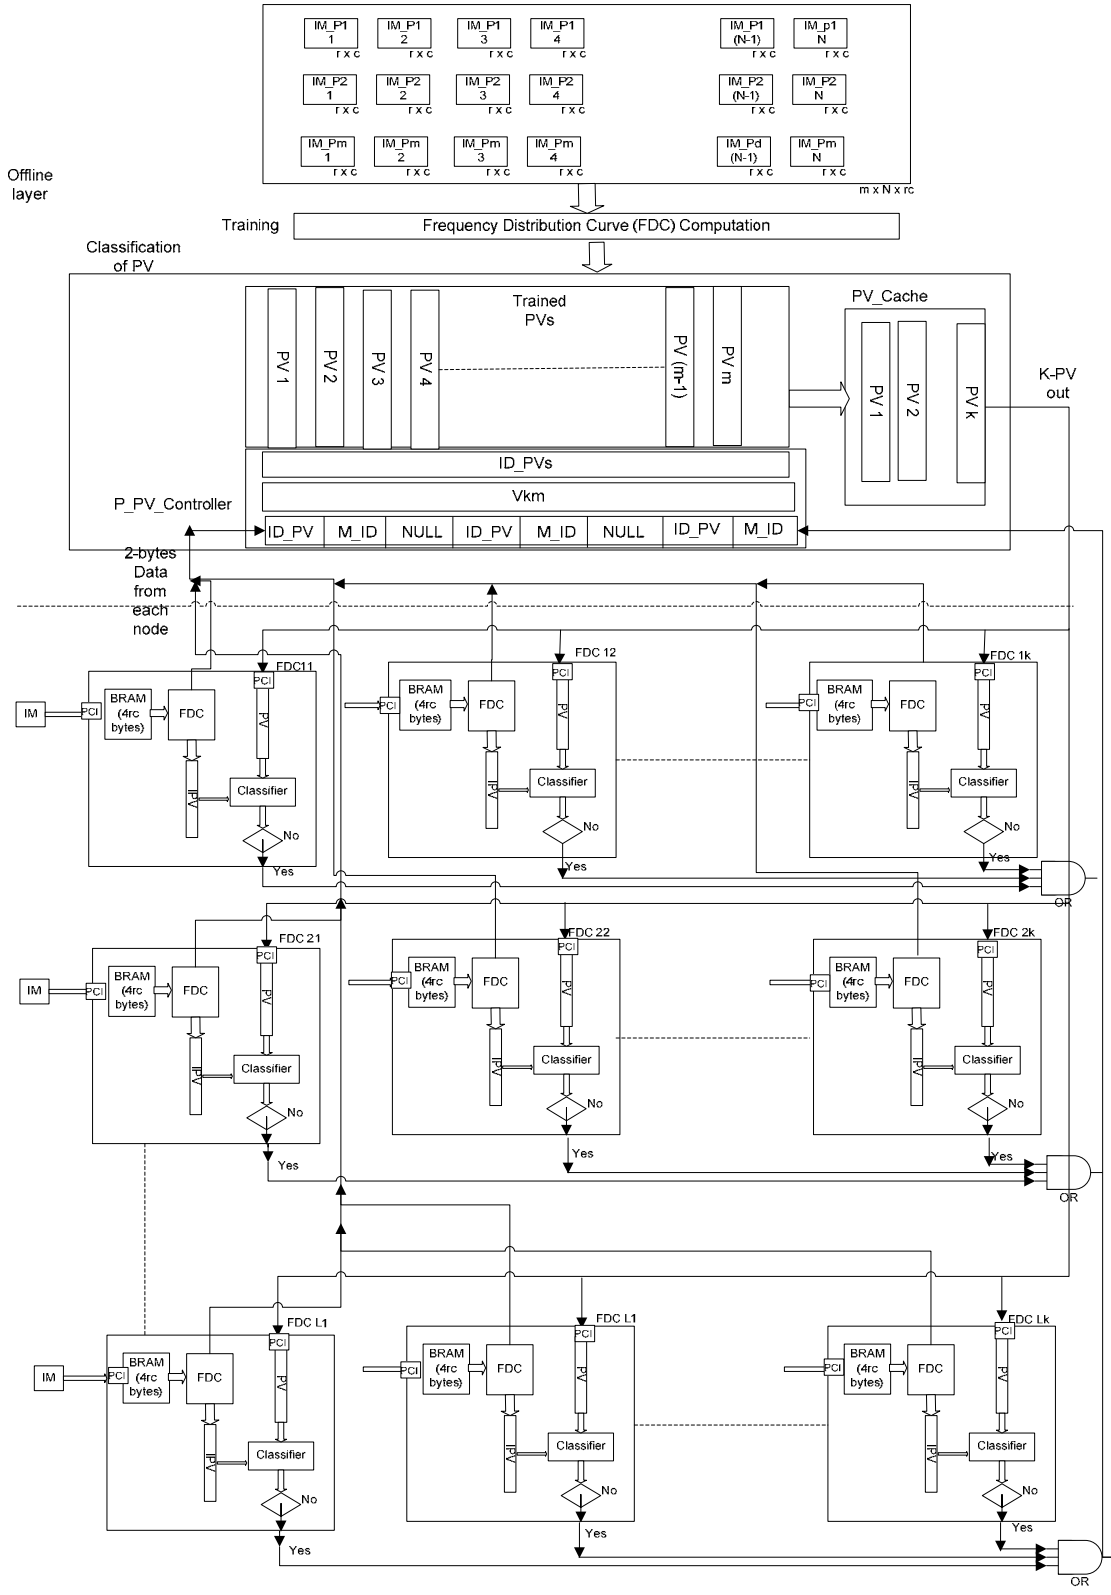 IM_P1 IM_P1 IM_P1 IM_P1 IM_P1 IM_p1
1 2 3 4 (N-1) N
r x c r x c r x c r x c r x c r x c
IM_P2 IM_P2 IM_P2 IM_P2 IM_P2 IM_P2
1 2 3 4 (N-1) N
r x c r x c r x c r x c r x c r x c
IM_Pm IM_Pm IM_Pm IM_Pm IM_Pd IM_Pm
1 2 3 4 (N-1) N
r x c r x c r x c r x c r x c r x c
Offline
layer
m x N x rc
Training
Frequency Distribution Curve (FDC) Computation
Classification
of PV
Trained
PVs
PV 1
PV 2
PV 3
PV 4
PV (m-1)
PV m
PV_Cache
PV 1
PV 2
PV k
K-PV
out
ID_PVs
Vkm
P_PV_Controller
ID_PV M_ID NULL ID_PV M_ID NULL ID_PV M_ID
2-bytes
Data
from
each
node
FDC11
IM
PCI
BRAM
(4rc
bytes)
FDC
PCI
PV
IPV
Classifier
No
Yes
FDC 12
PCI
BRAM
(4rc
bytes)
FDC
PCI
PV
IPV
Classifier
No
Yes
FDC 1k
PCI
BRAM
(4rc
bytes)
FDC
PCI
PV
IPV
Classifier
No
Yes
OR
FDC 21
IM
PCI
BRAM
(4rc
bytes)
FDC
PCI
PV
IPV
Classifier
No
Yes
FDC 22
PCI
BRAM
(4rc
bytes)
FDC
PCI
PV
IPV
Classifier
No
Yes
FDC 2k
PCI
BRAM
(4rc
bytes)
FDC
PCI
PV
IPV
Classifier
No
Yes
OR
FDC L1
IM
PCI
BRAM
(4rc
bytes)
FDC
PCI
PV
IPV
Classifier
No
Yes
FDC L1
PCI
BRAM
(4rc
bytes)
FDC
PCI
PV
IPV
Classifier
No
Yes
FDC Lk
PCI
BRAM
(4rc
bytes)
FDC
PCI
PV
IPV
Classifier
No
Yes
OR